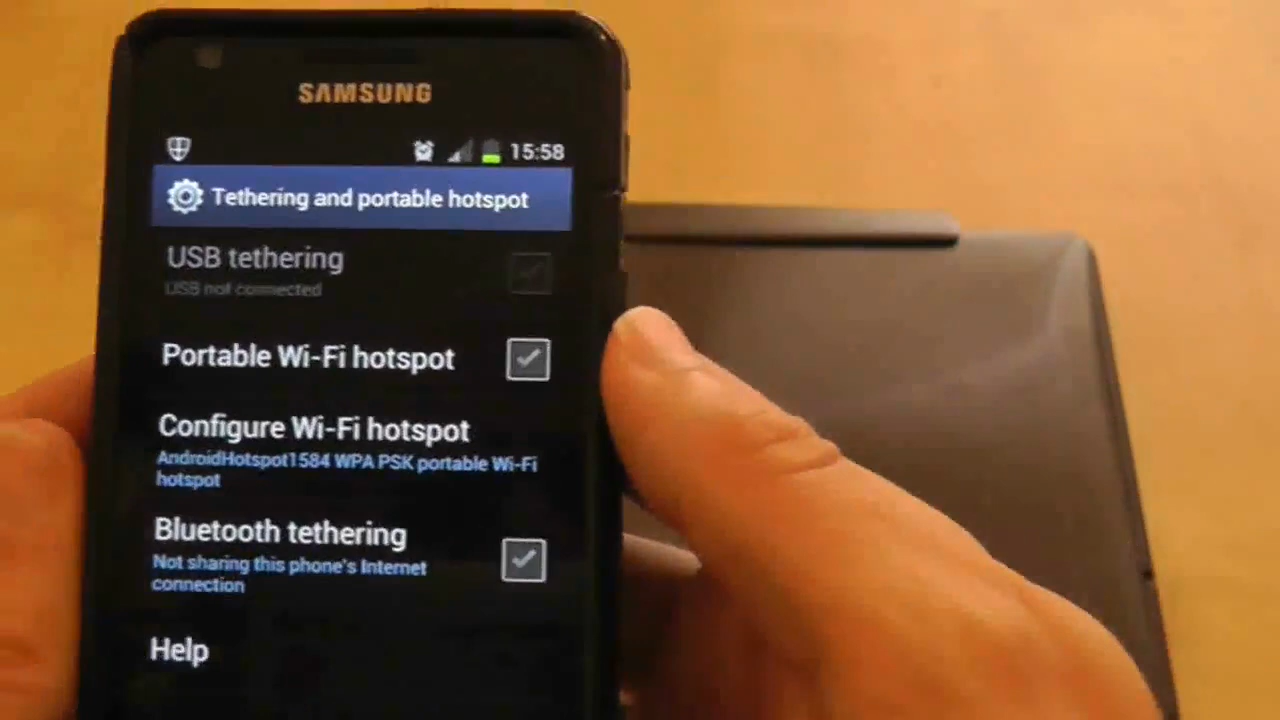 SAMSUNG
15:58
Tethering and portable hotspot
USB tethering
USB not connected
Portable Wi-Fi hotspot
Configure Wi-Fi hotspot
AndroidHotspot1584 WPA PSK portable Wi-Fi
hotspot
Bluetooth tethering
Not sharing this phone's Internet
connection
Help